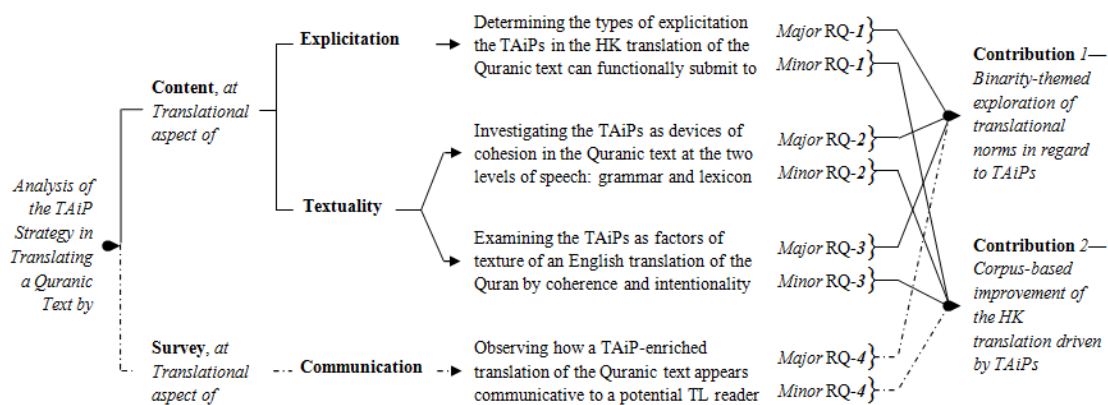 Analysis of
the TAiP
Strategy in
Translating
a Quranic
Text by
Content, at
Translational
aspect of
Survey, at
Translational
aspect of
Explicitation
Textuality
Communication
Determining the types of explicitation
the TAiPs in the HK translation of the
Quranic text can functionally submit to
Investigating the TAiPs as devices of
cohesion in the Quranic text at the two
levels of speech: grammar and lexicon
Examining the TAiPs as factors of
texture of an English translation of the
Quran by coherence and intentionality
Observing how a TAiP-enriched
translation of the Quranic text appears
communicative to a potential TL reader
Major RQ-1}
Minor RQ-1}
Major RQ-2}
Minor RQ-2}
Major RQ-3}
Minor RQ-3}
Major RQ-4}
Minor RQ-4}
Contribution 1—
Binarity-themed
exploration of
translational
norms in regard
to TAiPs
Contribution 2—
Corpus-based
improvement of
the HK
translation driven
by TAiPs